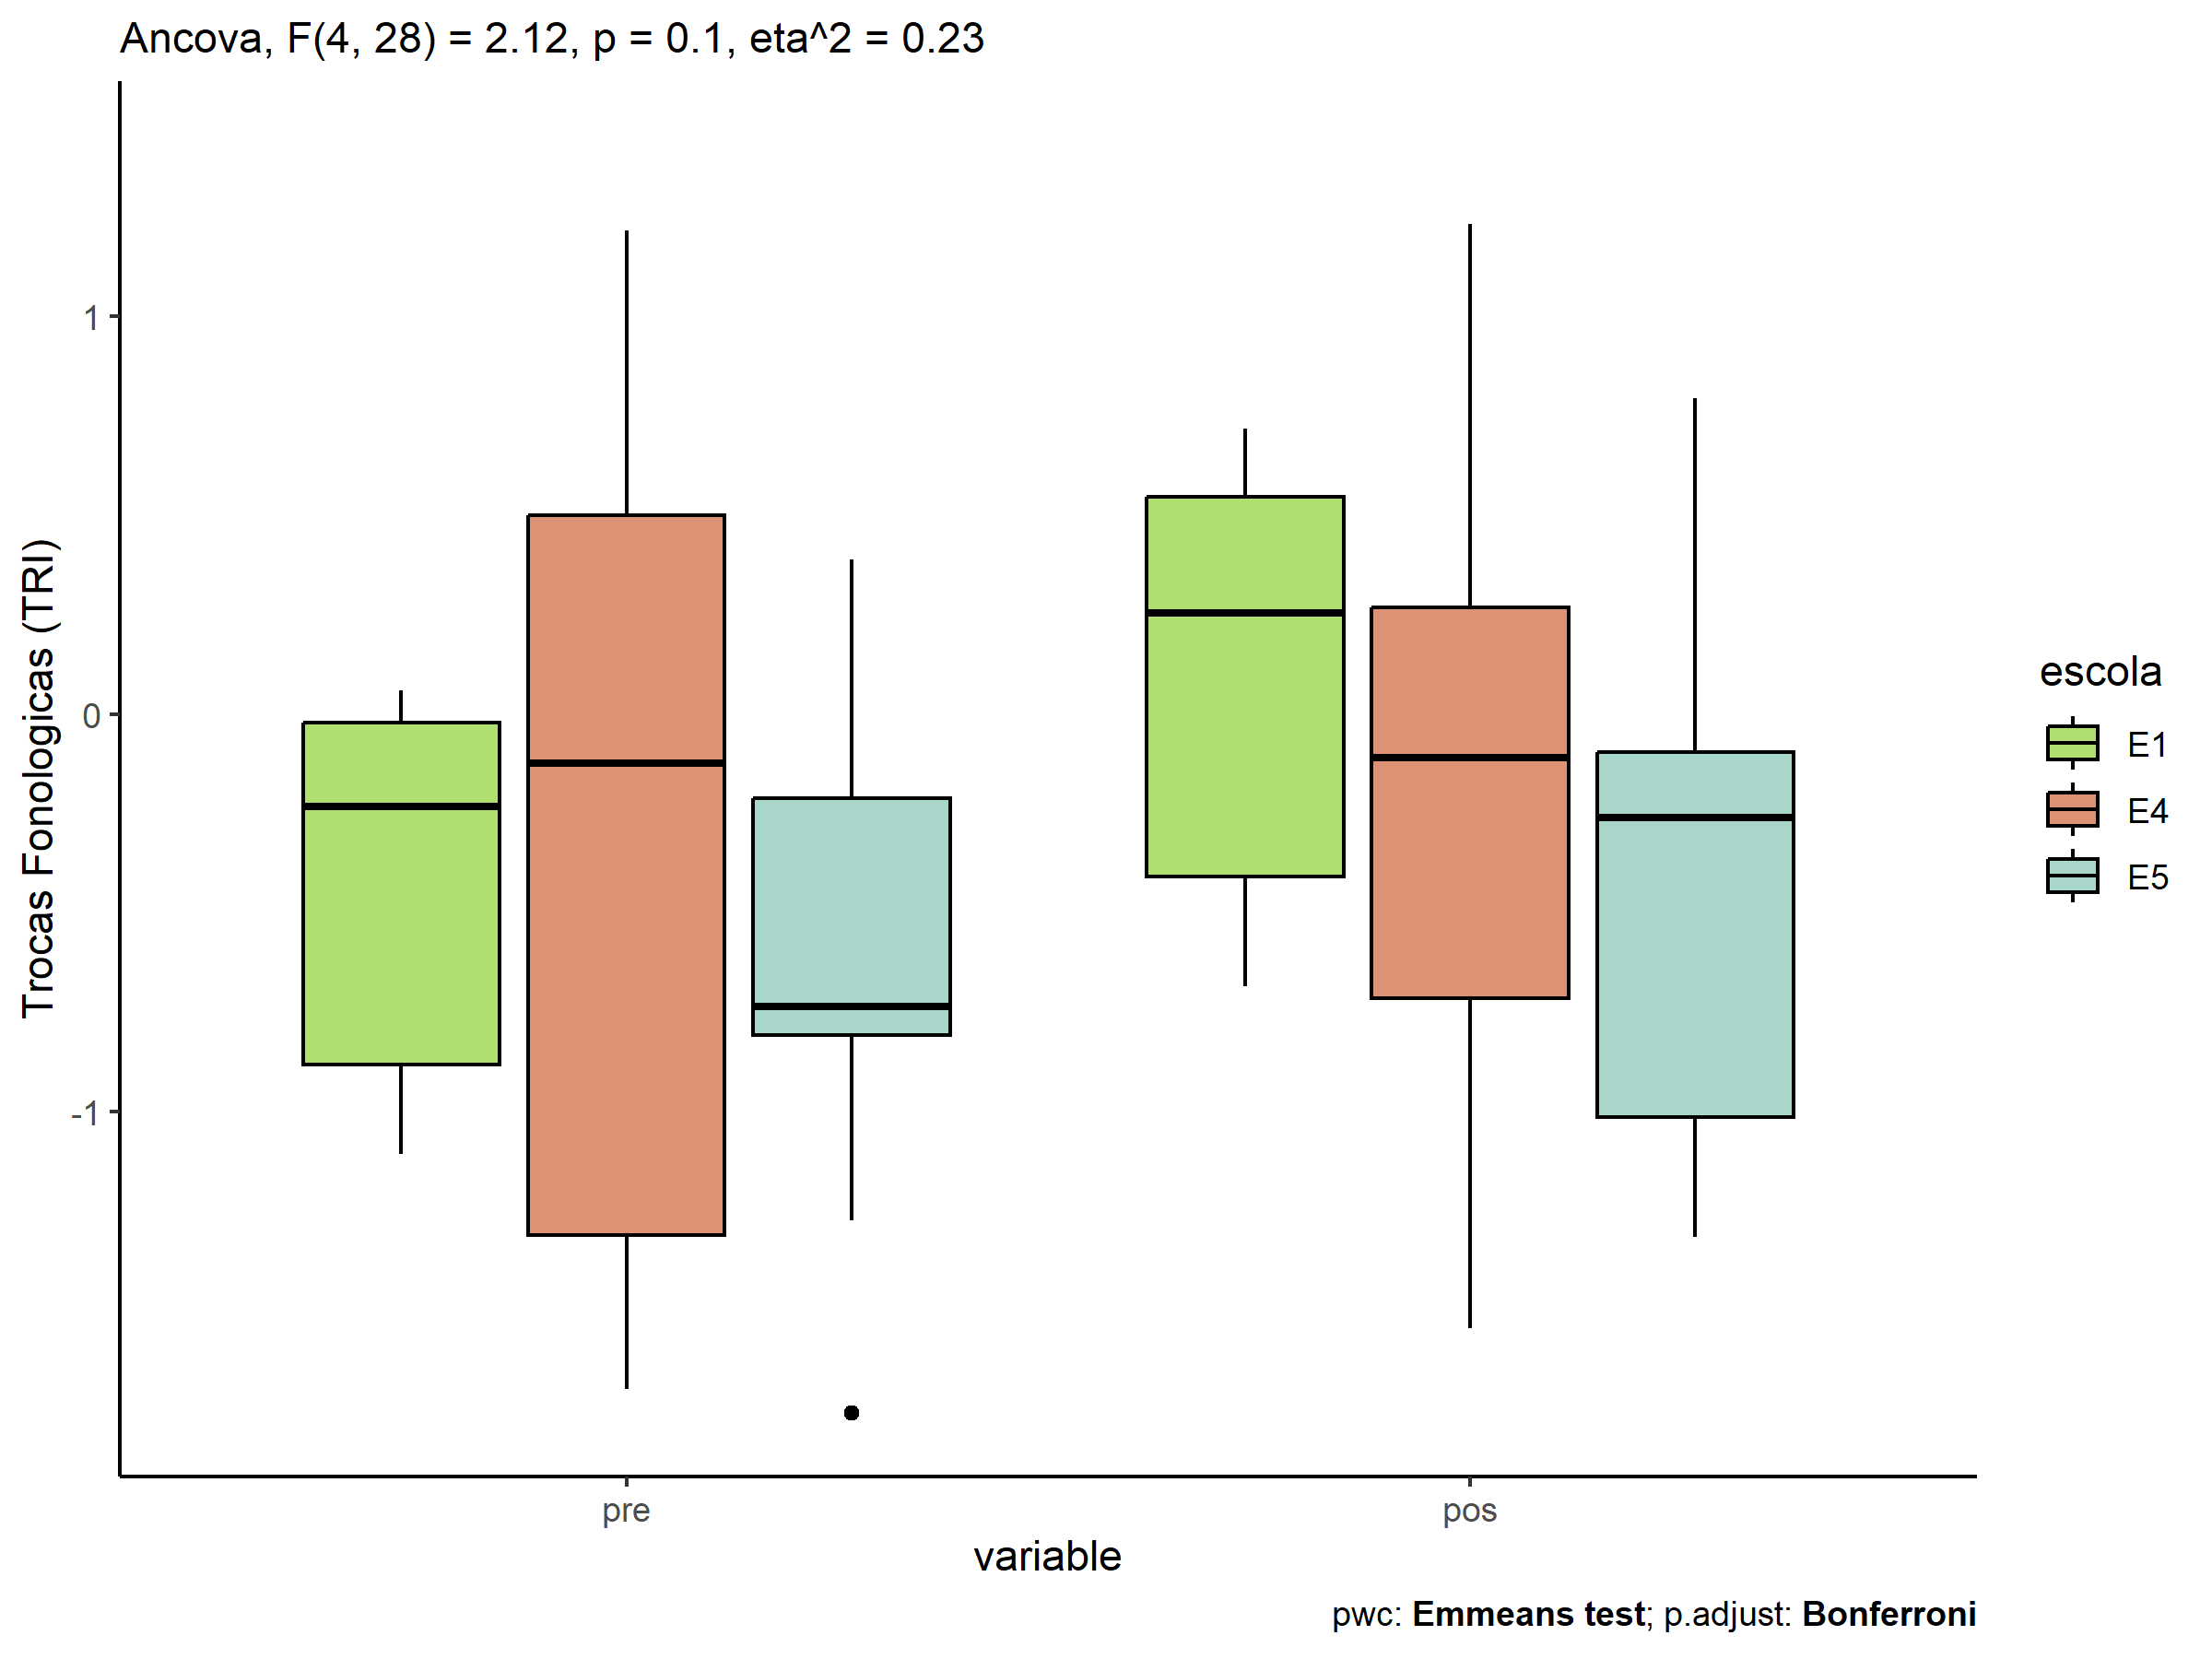 Ancova, F(4, 28) = 2.12, p = 0.1, eta^2 = 0.23
Trocas Fonologicas (TRI)
1
0
-1
pre
pos
variable
escola
E1
E4
E5
pwc: Emmeans test; p.adjust: Bonferroni